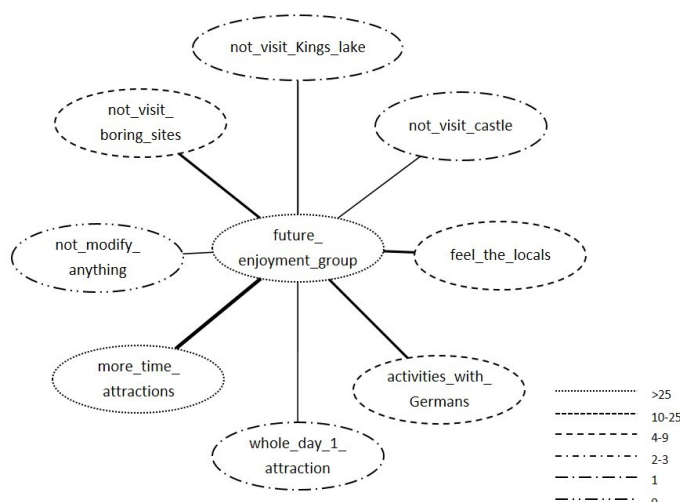 not_visit_Kings_lake
not_visit_
boring_sites
not_visit_castle
future_
enjoyment_group
not_modify_
anything
feel_the_locals
more_time_
attractions
activities_with_
Germans
whole_day_1_
attraction
>25
10-25
4-9
2-3
1